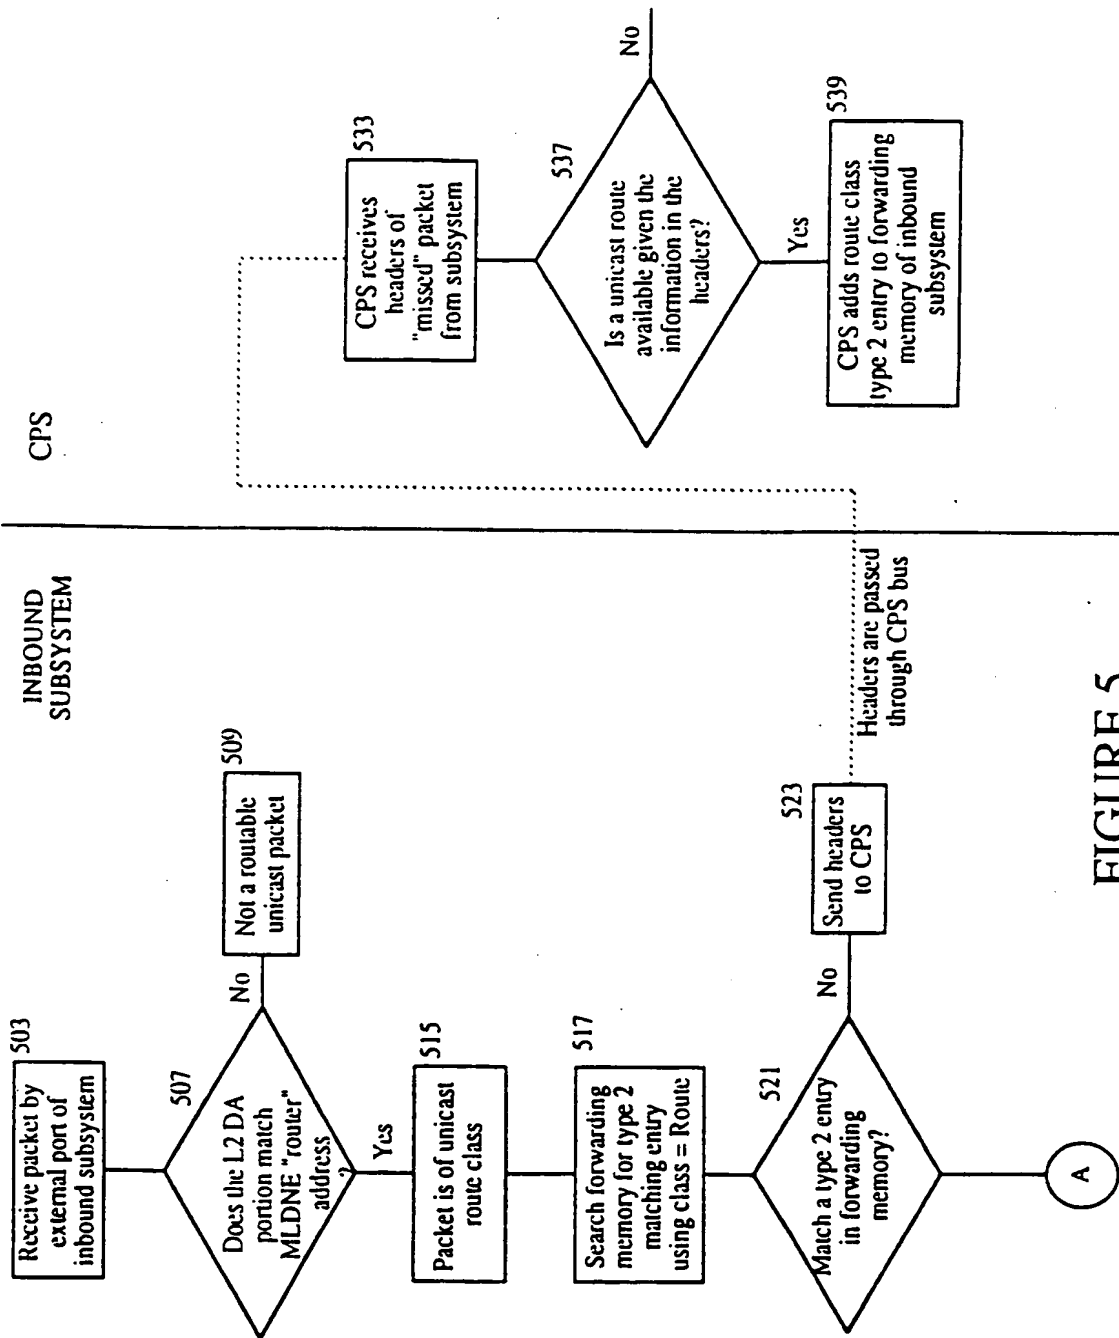 INBOUND
SUBSYSTEM
CPS
503
Receive packet by
external port of
inbound subsystem
507
Does the L2 DA
portion match
MLDNE "router"
address
?
No
509
Not a routable
unicast packet
Yes
515
Packet is of unicast
route class
517
Search forwarding
memory for type 2
matching entry
using class = Route
521
Match a type 2 entry
in forwarding
memory?
No
523
Send headers
to CPS
A
Headers are passed
through CPS bus
533
CPS receives
headers of
"missed" packet
from subsystem
537
Is a unicast route
available given the
information in the
headers?
No
Yes
539
CPS adds route class
type 2 entry to forwarding
memory of inbound
subsystem
FIGURE 5